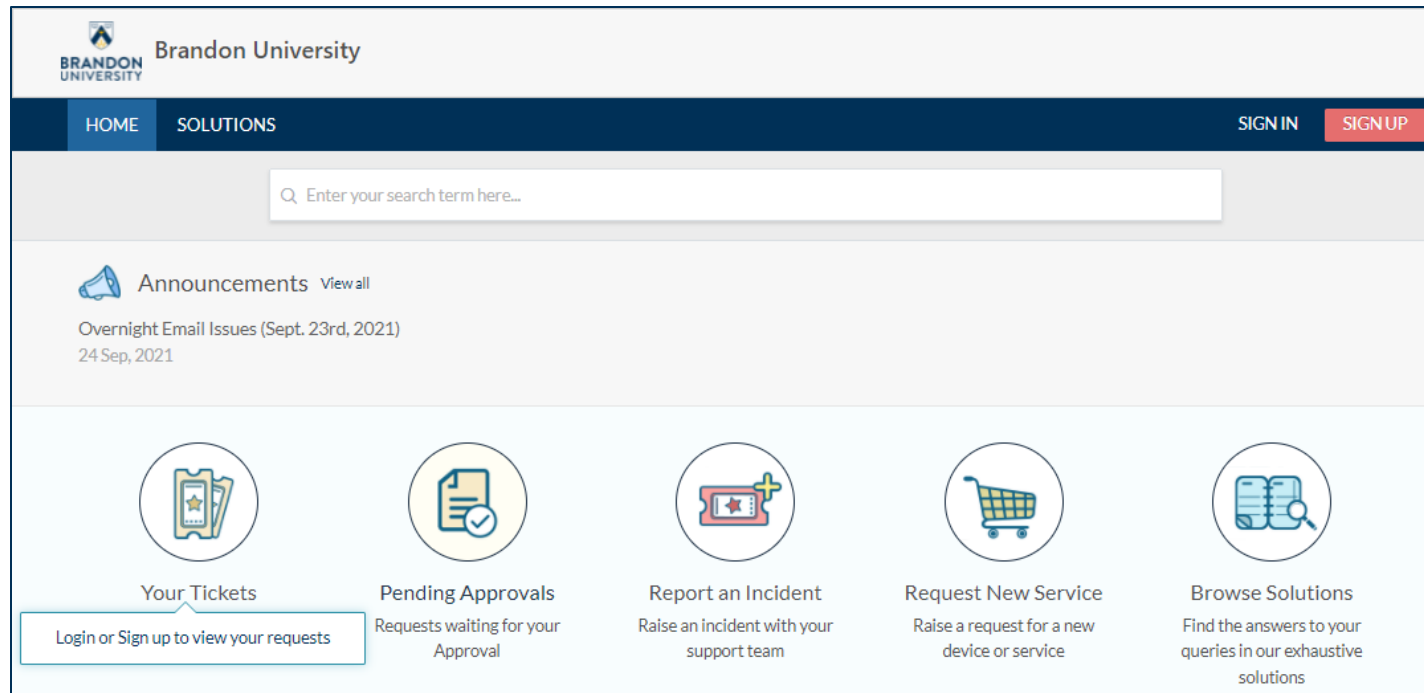 BRANDON
UNIVERSITY
Brandon University
HOME SOLUTIONS SIGN IN SIGN UP
Enter your search term here...
Announcements View all
Overnight Email Issues (Sept. 23rd, 2021)
24 Sep, 2021
Your Tickets
Login or Sign up to view your requests
Pending Approvals
Requests waiting for your
Approval
Report an Incident
Raise an incident with your
support team
Request New Service
Raise a request for a new
device or service
Browse Solutions
Find the answers to your
queries in our exhaustive
solutions